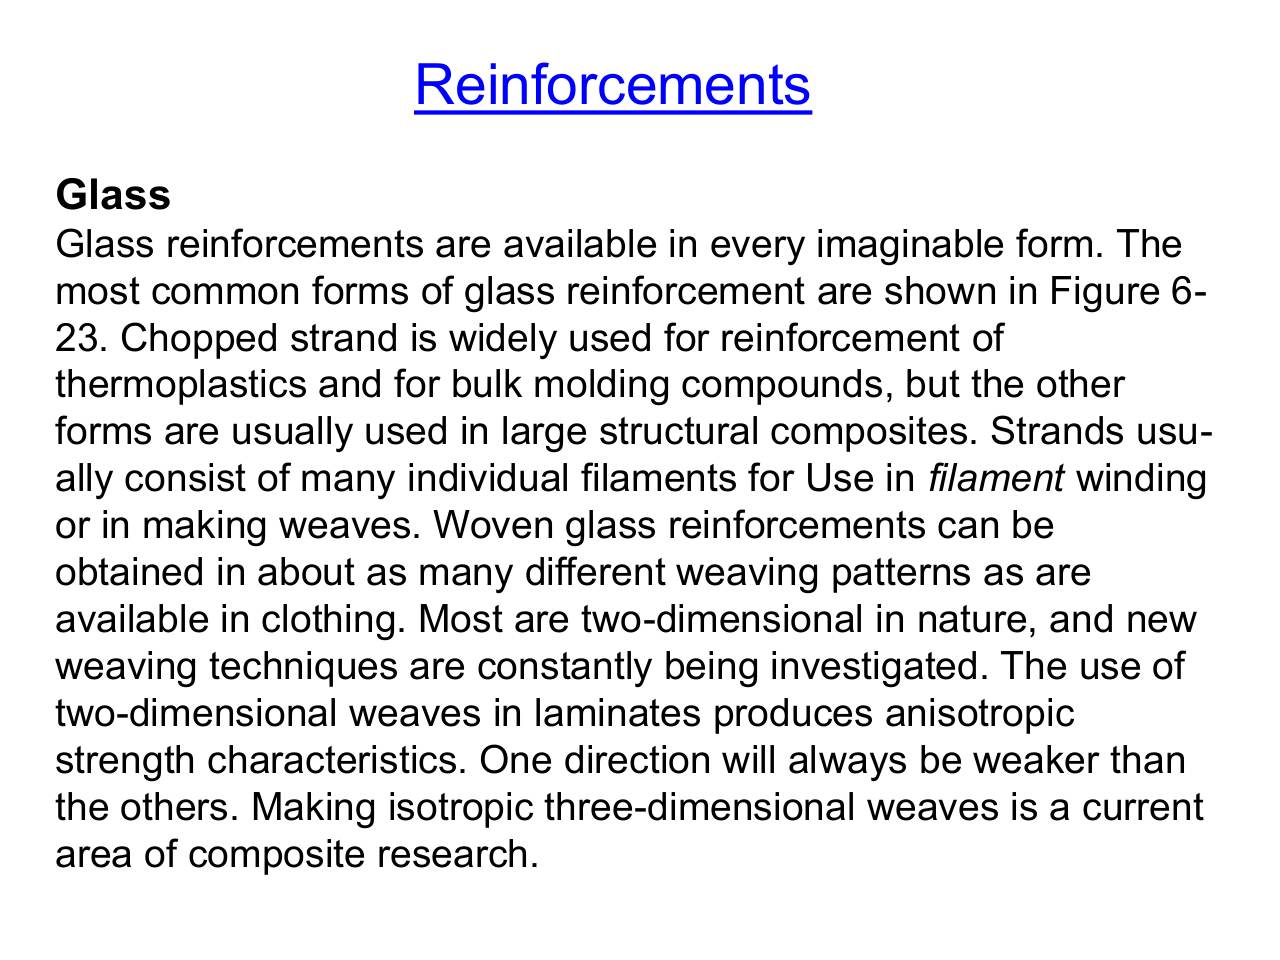 Reinforcements
Glass
Glass reinforcements are available in every imaginable form. The
most common forms of glass reinforcement are shown in Figure 6-
23. Chopped strand is widely used for reinforcement of
thermoplastics and for bulk molding compounds, but the other
forms are usually used in large structural composites. Strands usu-
ally consist of many individual filaments for Use in filament winding
or in making weaves. Woven glass reinforcements can be
obtained in about as many different weaving patterns as are
available in clothing. Most are two-dimensional in nature, and new
weaving techniques are constantly being investigated. The use of
two-dimensional weaves in laminates produces anisotropic
strength characteristics. One direction will always be weaker than
the others. Making isotropic three-dimensional weaves is a current
area of composite research.